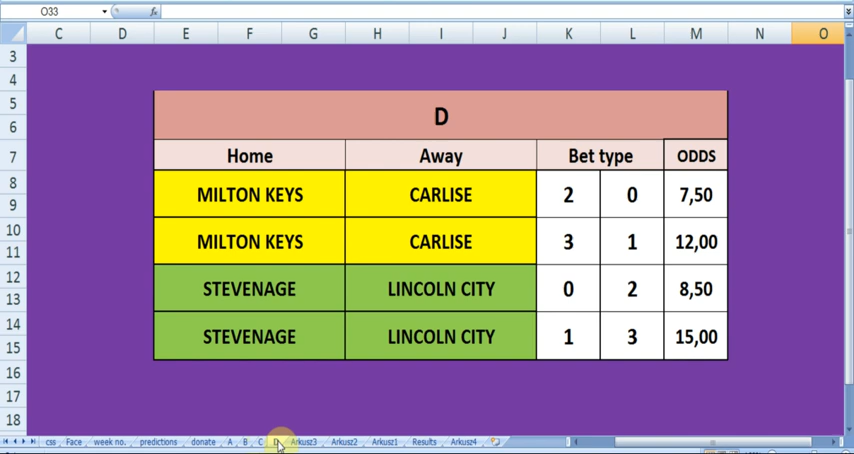 O33 fx
C D E F G H I J K L M N O
3
4
5 D
6
7 Home Away Bet type ODDS
8 MILTON KEYS CARLISE 2 0 7,50
9
10 MILTON KEYS CARLISE 3 1 12,00
11
12 STEVENAGE LINCOLN CITY 0 2 8,50
13
14 STEVENAGE LINCOLN CITY 1 3 15,00
15
16
17
18
css Face week no. predictions donate A B C D Arkusz3 Arkusz2 Arkusz1 Results Arkusz4